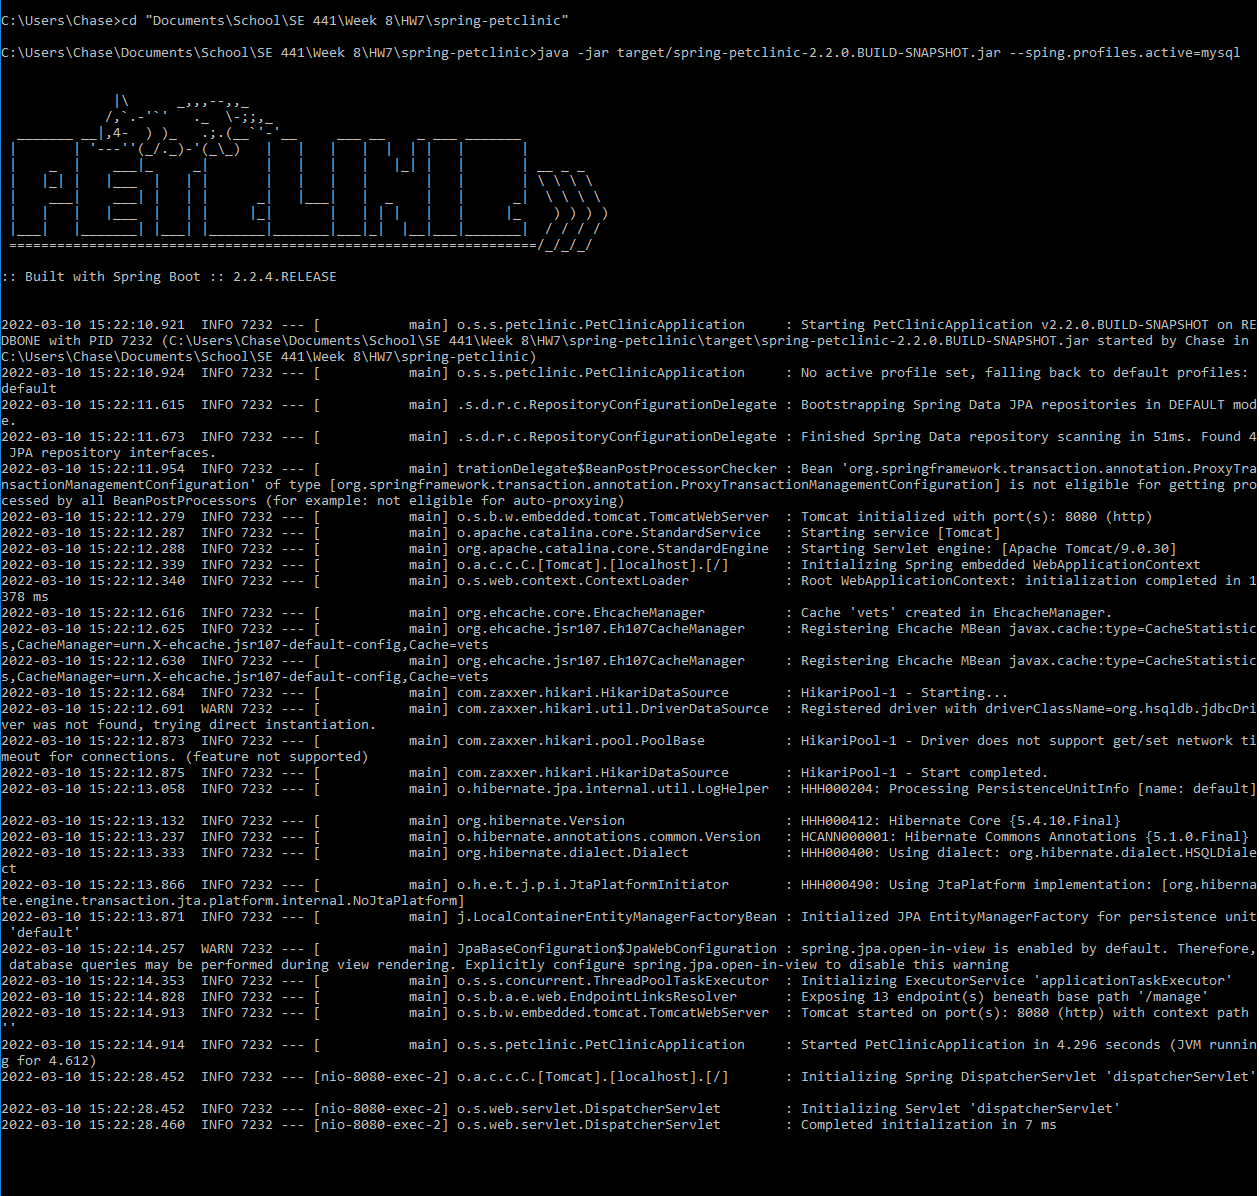 C:\Users\Chase>cd "Documents\School\SE 441\Week 8\HW7\spring-petclinic"
C:\Users\Chase\Documents\School\SE 441\Week 8\HW7\spring-petclinic>java -jar target/spring-petclinic-2.2.0.BUILD-SNAPSHOT.jar --sping.profiles.active=mysql
PETCLINIC
:: Built with Spring Boot :: 2.2.4.RELEASE
2022-03-10 15:22:10.921  INFO 7232 --- [           main] o.s.s.petclinic.PetClinicApplication     : Starting PetClinicApplication v2.2.0.BUILD-SNAPSHOT on RE
DBONE with PID 7232 (C:\Users\Chase\Documents\School\SE 441\Week 8\HW7\spring-petclinic\target\spring-petclinic-2.2.0.BUILD-SNAPSHOT.jar started by Chase in
C:\Users\Chase\Documents\School\SE 441\Week 8\HW7\spring-petclinic)
2022-03-10 15:22:10.924  INFO 7232 --- [           main] o.s.s.petclinic.PetClinicApplication     : No active profile set, falling back to default profiles:
default
2022-03-10 15:22:11.615  INFO 7232 --- [           main] .s.d.r.c.RepositoryConfigurationDelegate : Bootstrapping Spring Data JPA repositories in DEFAULT mod
e.
2022-03-10 15:22:11.673  INFO 7232 --- [           main] .s.d.r.c.RepositoryConfigurationDelegate : Finished Spring Data repository scanning in 51ms. Found 4
 JPA repository interfaces.
2022-03-10 15:22:11.954  INFO 7232 --- [           main] trationDelegate$BeanPostProcessorChecker : Bean 'org.springframework.transaction.annotation.ProxyTra
nsactionManagementConfiguration' of type [org.springframework.transaction.annotation.ProxyTransactionManagementConfiguration] is not eligible for getting pro
cessed by all BeanPostProcessors (for example: not eligible for auto-proxying)
2022-03-10 15:22:12.279  INFO 7232 --- [           main] o.s.b.w.embedded.tomcat.TomcatWebServer  : Tomcat initialized with port(s): 8080 (http)
2022-03-10 15:22:12.287  INFO 7232 --- [           main] o.apache.catalina.core.StandardService   : Starting service [Tomcat]
2022-03-10 15:22:12.288  INFO 7232 --- [           main] org.apache.catalina.core.StandardEngine  : Starting Servlet engine: [Apache Tomcat/9.0.30]
2022-03-10 15:22:12.339  INFO 7232 --- [           main] o.a.c.c.C.[Tomcat].[localhost].[/]       : Initializing Spring embedded WebApplicationContext
2022-03-10 15:22:12.340  INFO 7232 --- [           main] o.s.web.context.ContextLoader            : Root WebApplicationContext: initialization completed in 1
378 ms
2022-03-10 15:22:12.616  INFO 7232 --- [           main] org.ehcache.core.EhcacheManager          : Cache 'vets' created in EhcacheManager.
2022-03-10 15:22:12.625  INFO 7232 --- [           main] org.ehcache.jsr107.Eh107CacheManager     : Registering Ehcache MBean javax.cache:type=CacheStatistic
s,CacheManager=urn.X-ehcache.jsr107-default-config,Cache=vets
2022-03-10 15:22:12.630  INFO 7232 --- [           main] org.ehcache.jsr107.Eh107CacheManager     : Registering Ehcache MBean javax.cache:type=CacheStatistic
s,CacheManager=urn.X-ehcache.jsr107-default-config,Cache=vets
2022-03-10 15:22:12.684  INFO 7232 --- [           main] com.zaxxer.hikari.HikariDataSource       : HikariPool-1 - Starting...
2022-03-10 15:22:12.691  WARN 7232 --- [           main] com.zaxxer.hikari.util.DriverDataSource  : Registered driver with driverClassName=org.hsqldb.jdbcDri
ver was not found, trying direct instantiation.
2022-03-10 15:22:12.873  INFO 7232 --- [           main] com.zaxxer.hikari.pool.PoolBase          : HikariPool-1 - Driver does not support get/set network ti
meout for connections. (feature not supported)
2022-03-10 15:22:12.875  INFO 7232 --- [           main] com.zaxxer.hikari.HikariDataSource       : HikariPool-1 - Start completed.
2022-03-10 15:22:13.058  INFO 7232 --- [           main] o.hibernate.jpa.internal.util.LogHelper  : HHH000204: Processing PersistenceUnitInfo [name: default]
2022-03-10 15:22:13.132  INFO 7232 --- [           main] org.hibernate.Version                    : HHH000412: Hibernate Core {5.4.10.Final}
2022-03-10 15:22:13.237  INFO 7232 --- [           main] o.hibernate.annotations.common.Version   : HCANN000001: Hibernate Commons Annotations {5.1.0.Final}
2022-03-10 15:22:13.333  INFO 7232 --- [           main] org.hibernate.dialect.Dialect            : HHH000400: Using dialect: org.hibernate.dialect.HSQLDiale
ct
2022-03-10 15:22:13.866  INFO 7232 --- [           main] o.h.e.t.j.p.i.JtaPlatformInitiator       : HHH000490: Using JtaPlatform implementation: [org.hiberna
te.engine.transaction.jta.platform.internal.NoJtaPlatform]
2022-03-10 15:22:13.871  INFO 7232 --- [           main] j.LocalContainerEntityManagerFactoryBean : Initialized JPA EntityManagerFactory for persistence unit
 'default'
2022-03-10 15:22:14.257  WARN 7232 --- [           main] JpaBaseConfiguration$JpaWebConfiguration : spring.jpa.open-in-view is enabled by default. Therefore,
 database queries may be performed during view rendering. Explicitly configure spring.jpa.open-in-view to disable this warning
2022-03-10 15:22:14.353  INFO 7232 --- [           main] o.s.s.concurrent.ThreadPoolTaskExecutor  : Initializing ExecutorService 'applicationTaskExecutor'
2022-03-10 15:22:14.828  INFO 7232 --- [           main] o.s.b.a.e.web.EndpointLinksResolver      : Exposing 13 endpoint(s) beneath base path '/manage'
2022-03-10 15:22:14.913  INFO 7232 --- [           main] o.s.b.w.embedded.tomcat.TomcatWebServer  : Tomcat started on port(s): 8080 (http) with context path
''
2022-03-10 15:22:14.914  INFO 7232 --- [           main] o.s.s.petclinic.PetClinicApplication     : Started PetClinicApplication in 4.296 seconds (JVM runnin
g for 4.612)
2022-03-10 15:22:28.452  INFO 7232 --- [nio-8080-exec-2] o.a.c.c.C.[Tomcat].[localhost].[/]       : Initializing Spring DispatcherServlet 'dispatcherServlet'
2022-03-10 15:22:28.452  INFO 7232 --- [nio-8080-exec-2] o.s.web.servlet.DispatcherServlet        : Initializing Servlet 'dispatcherServlet'
2022-03-10 15:22:28.460  INFO 7232 --- [nio-8080-exec-2] o.s.web.servlet.DispatcherServlet        : Completed initialization in 7 ms